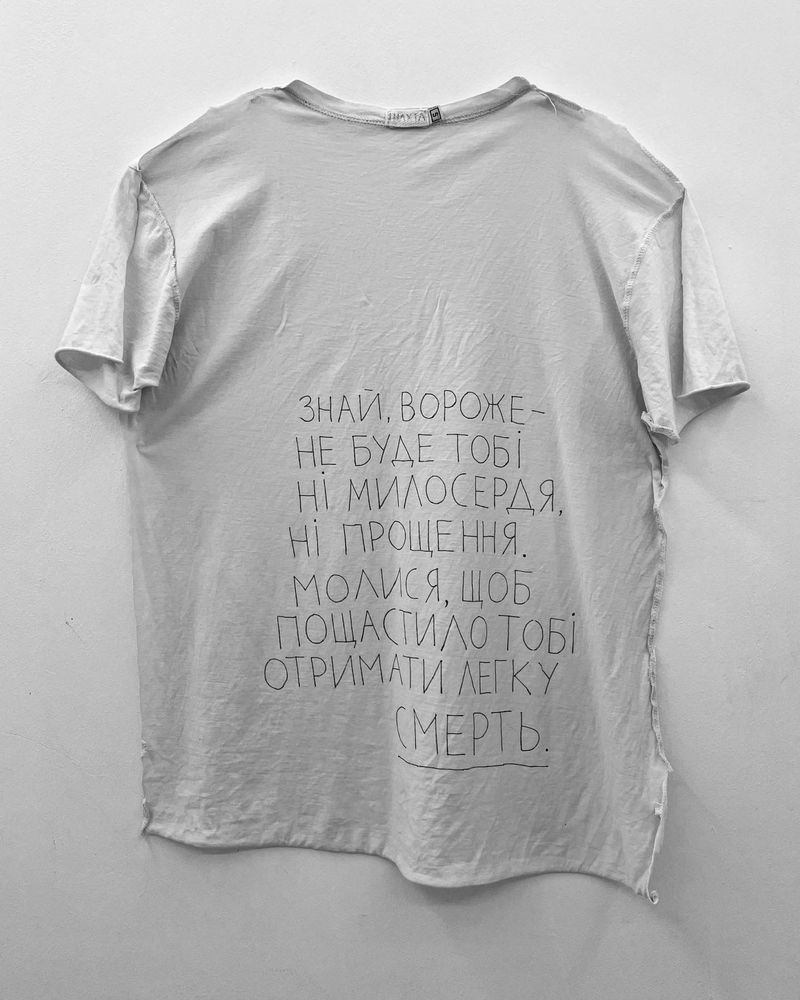 ЗНАЙ, ВОРОЖЕ –
НЕ БУДЕ ТОБІ
НІ МИЛОСЕРДЯ,
НІ ПРОЩЕННЯ.
МОЛИСЯ, ЩОБ
ПОЩАСТИЛО ТОБІ
ОТРИМАТИ ЛЕГКУ
СМЕРТЬ.